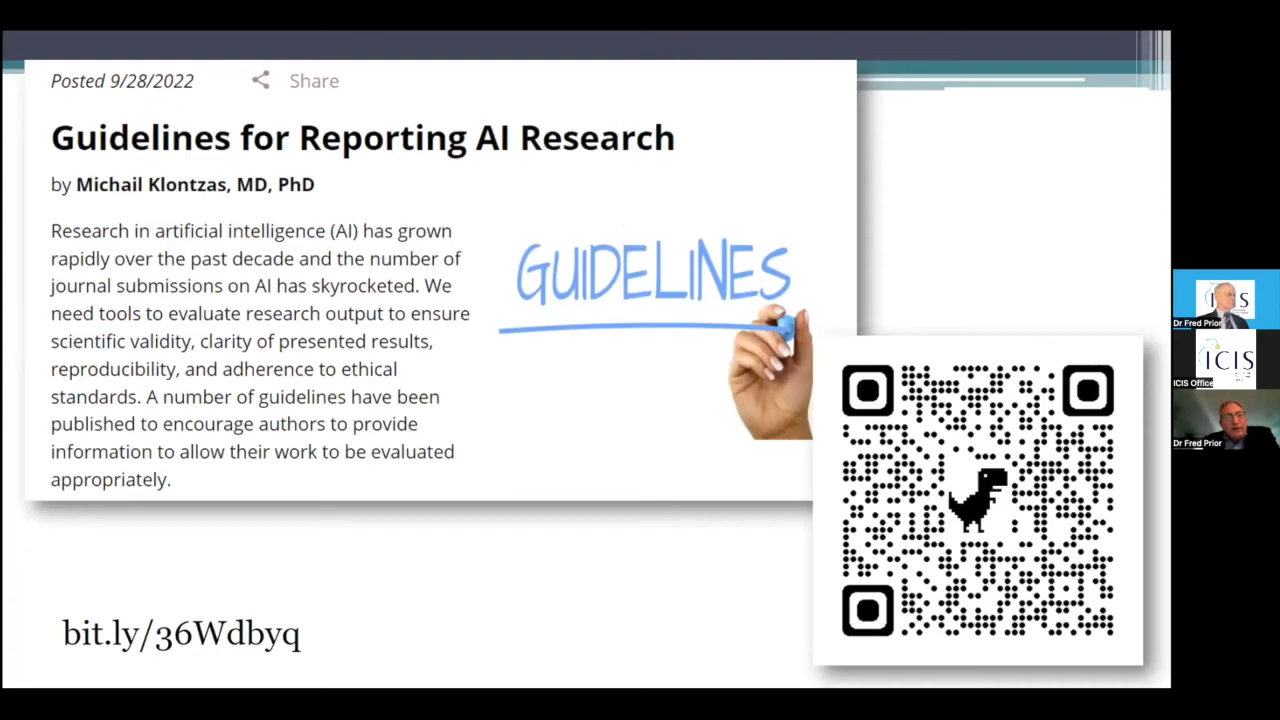 Posted 9/28/2022
Share
Guidelines for Reporting AI Research
by Michail Klontzas, MD, PhD
Research in artificial intelligence (AI) has grown
rapidly over the past decade and the number of
journal submissions on AI has skyrocketed. We
need tools to evaluate research output to ensure
scientific validity, clarity of presented results,
reproducibility, and adherence to ethical
standards. A number of guidelines have been
published to encourage authors to provide
information to allow their work to be evaluated
appropriately.
GUIDELINES
bit.ly/36Wdbyq
Dr Fred Prior
ICIS
ICIS Office
Dr Fred Prior